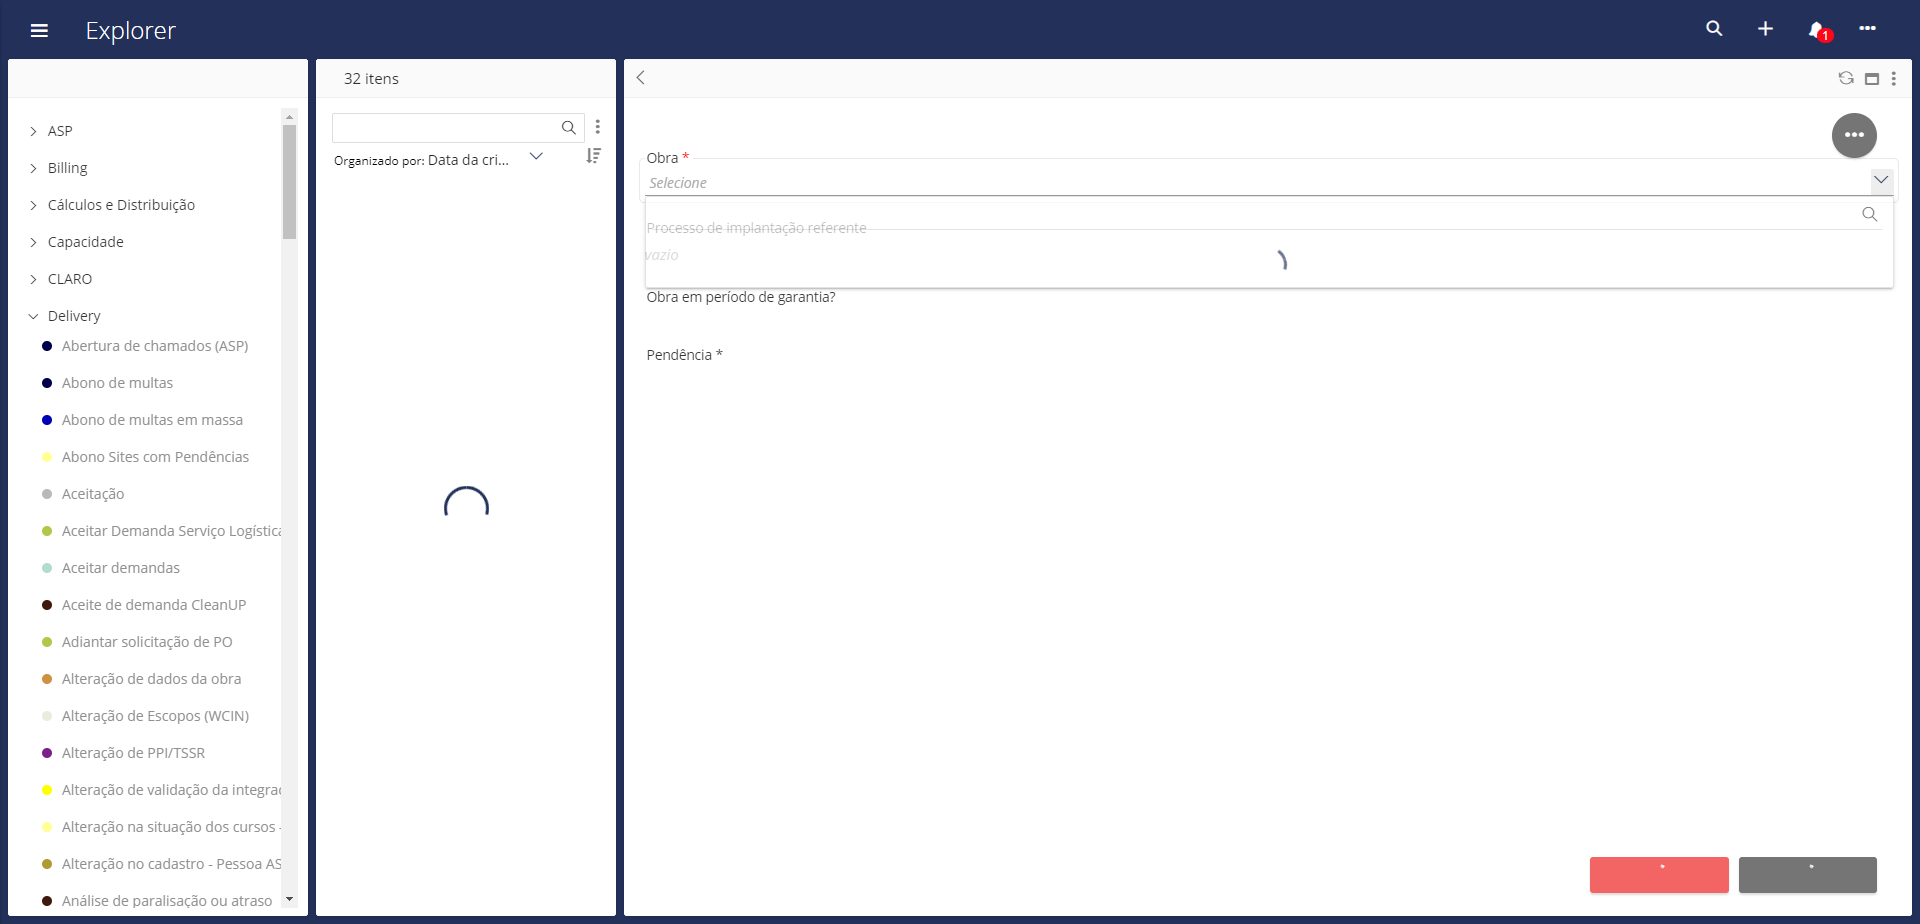 Explorer
1
32 itens
ASP
Billing
Cálculos e Distribuição
Capacidade
CLARO
Delivery
Abertura de chamados (ASP)
Abono de multas
Abono de multas em massa
Abono Sites com Pendências
Aceitação
Aceitar Demanda Serviço Logística
Aceitar demandas
Aceite de demanda CleanUP
Adiantar solicitação de PO
Alteração de dados da obra
Alteração de Escopos (WCIN)
Alteração de PPI/TSSR
Alteração de validação da integrac
Alteração na situação dos cursos -
Alteração no cadastro - Pessoa AS
Análise de paralisação ou atraso
Organizado por: Data da cri...
Obra *
Selecione
Processo de implantação referente
vazio
Obra em período de garantia?
Pendência *